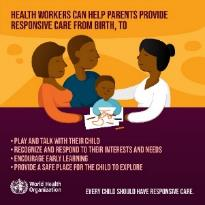 HEALTH WORKERS CAN HELP PARENTS PROVIDE
RESPONSIVE CARE FROM BIRTH, TO
• PLAY AND TALK WITH THEIR CHILD
• RECOGNIZE AND RESPOND TO THEIR INTERESTS AND NEEDS
• ENCOURAGE EARLY LEARNING
• PROVIDE A SAFE PLACE FOR THE CHILD TO EXPLORE
World Health
Organization
EVERY CHILD SHOULD HAVE RESPONSIVE CARE.